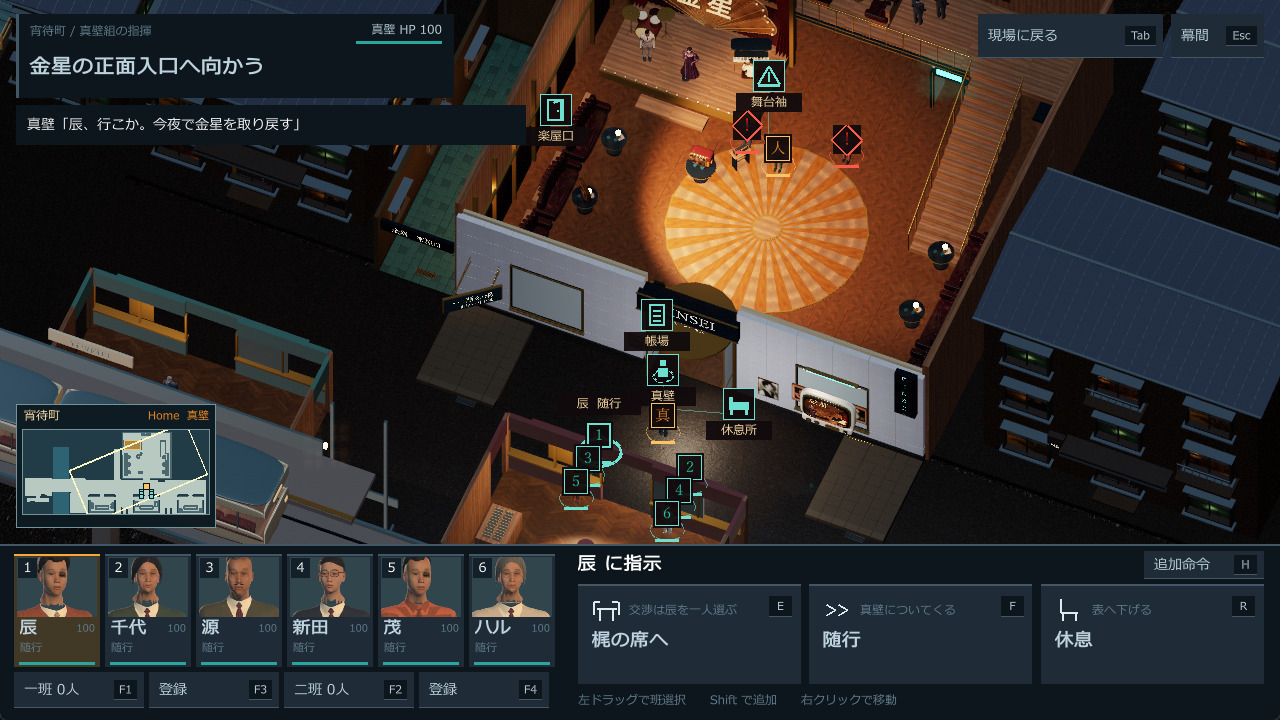 宵待町 / 真壁組の指揮
真壁 HP 100
金星の正面入口へ向かう
真壁「辰、行こか。今夜で金星を取り戻す」
現場に戻る Tab
幕間 Esc
金星
舞台袖
楽屋口
人
帳場
真壁
真
辰 随行
休息所
1
3
5
2
4
6
宵待町 Home 真壁
1 辰 100 随行
2 千代 100 随行
3 源 100 随行
4 新田 100 随行
5 茂 100 随行
6 ハル 100 随行
一班 0人 F1
登録 F3
二班 0人 F2
登録 F4
辰 に指示
追加命令 H
交渉は辰を一人選ぶ E
梶の席へ
真壁についてくる F
随行
表へ下げる R
休息
左ドラッグで班選択 Shift で追加 右クリックで移動